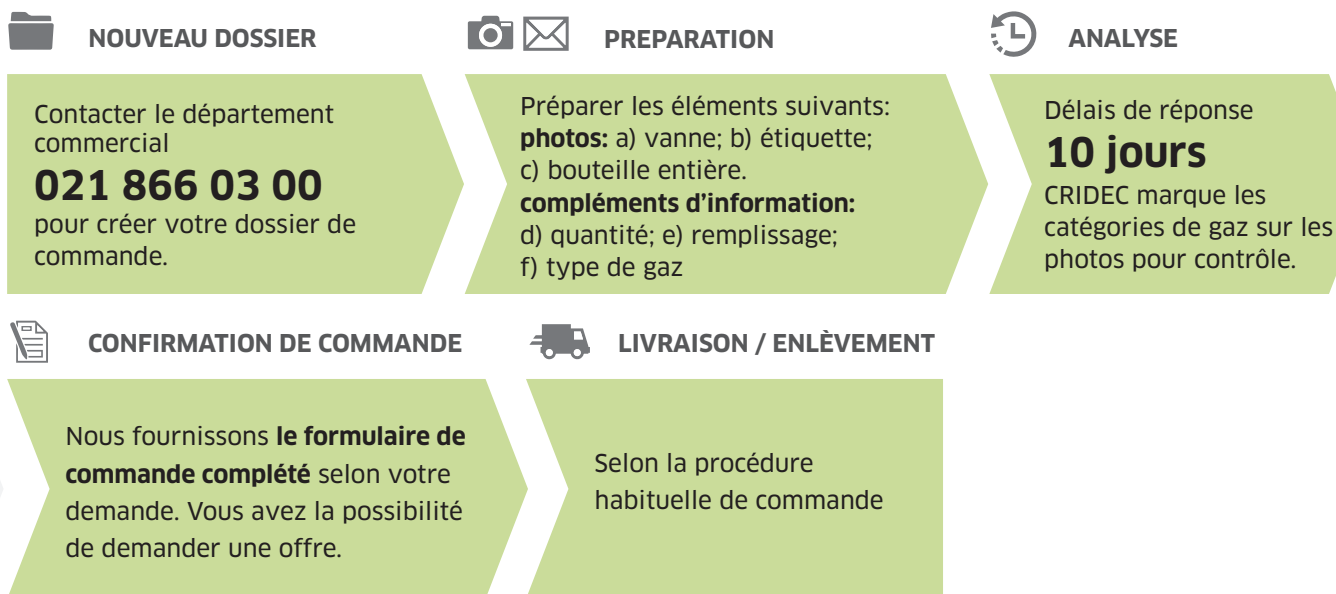 NOUVEAU DOSSIER
Contacter le département
commercial
021 866 03 00
pour créer votre dossier de
commande.
PREPARATION
Préparer les éléments suivants:
photos: a) vanne; b) étiquette;
c) bouteille entière.
compléments d’information:
d) quantité; e) remplissage;
f) type de gaz
ANALYSE
Délais de réponse
10 jours
CRIDEC marque les
catégories de gaz sur les
photos pour contrôle.
CONFIRMATION DE COMMANDE
Nous fournissons le formulaire de
commande complété selon votre
demande. Vous avez la possibilité
de demander une offre.
LIVRAISON / ENLÈVEMENT
Selon la procédure
habituelle de commande